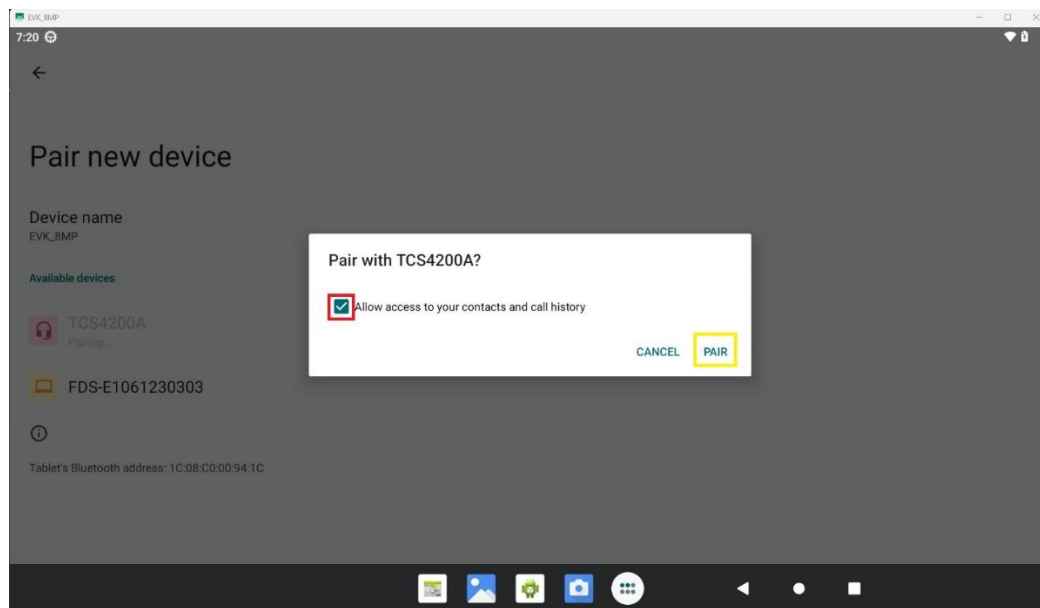 EVK_8MP
7:20
Pair new device
Device name
EVK_8MP
Available devices
TCS4200A
Pairing...
FDS-E1061230303
Tablet's Bluetooth address: 1C:08:C0:00:94:1C
Pair with TCS4200A?
Allow access to your contacts and call history
CANCEL PAIR